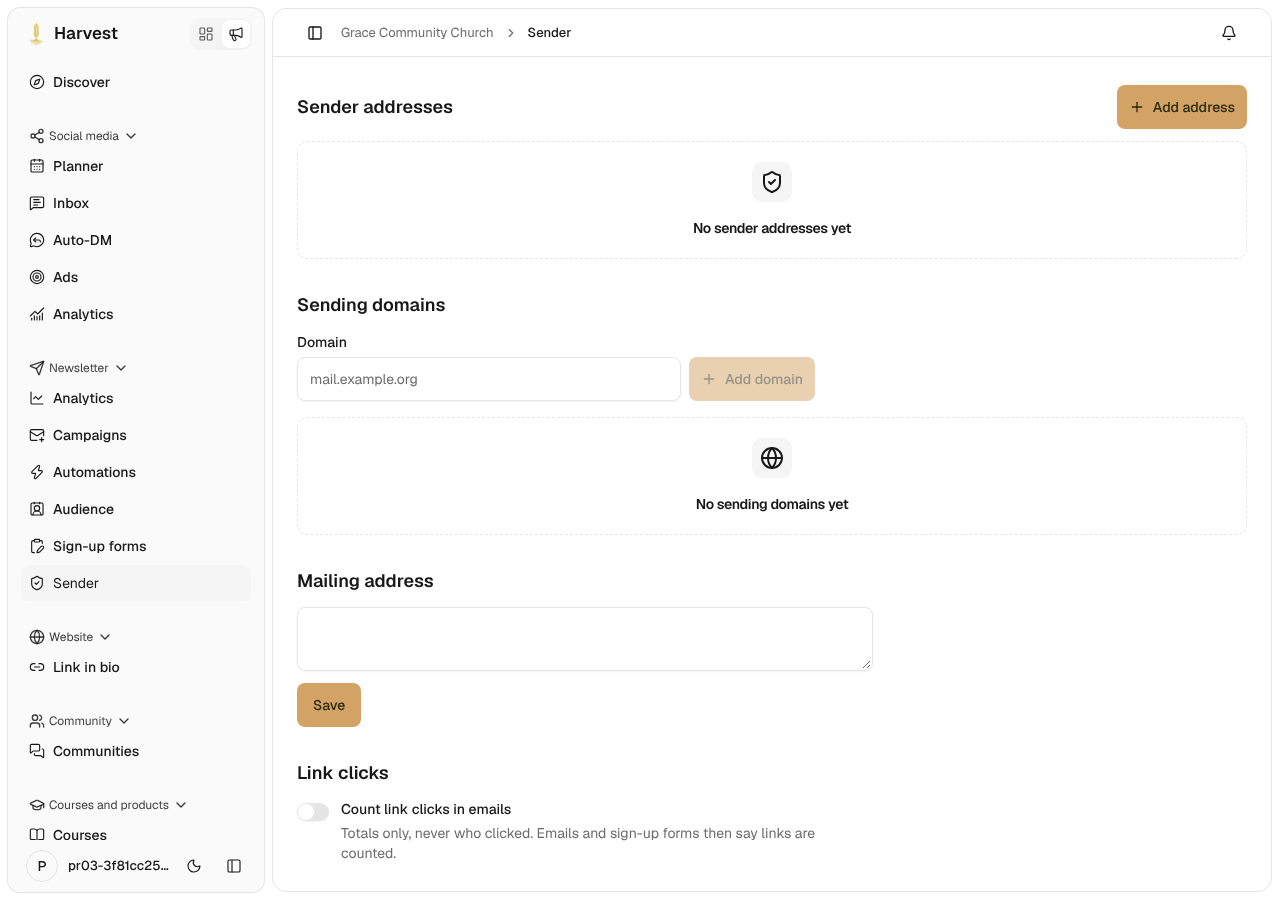 Harvest
Discover
Social media
Planner
Inbox
Auto-DM
Ads
Analytics
Newsletter
Analytics
Campaigns
Automations
Audience
Sign-up forms
Sender
Website
Link in bio
Community
Communities
Courses and products
Courses
P
pr03-3f81cc25...
Grace Community Church > Sender
Sender addresses
+ Add address
No sender addresses yet
Sending domains
Domain
mail.example.org
+ Add domain
No sending domains yet
Mailing address
Save
Link clicks
Count link clicks in emails
Totals only, never who clicked. Emails and sign-up forms then say links are
counted.